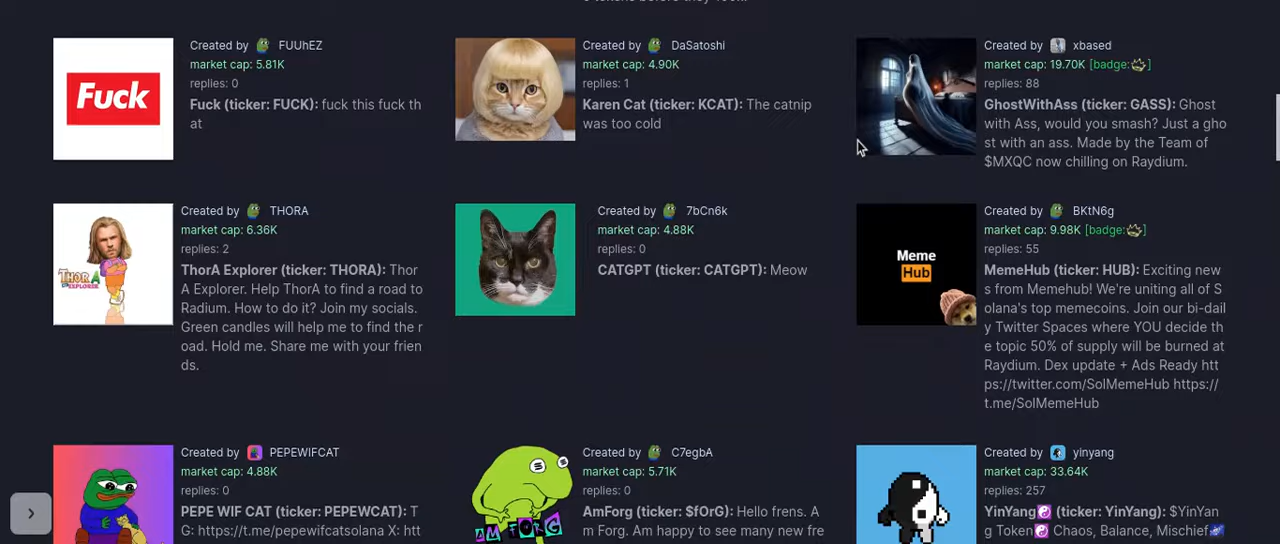 Created by FUUhEZ
market cap: 5.81K
replies: 0
Fuck (ticker: FUCK): fuck this fuck th
at
Fuck
Created by DaSatoshi
market cap: 4.90K
replies: 1
Karen Cat (ticker: KCAT): The catnip
was too cold
Created by xbased
market cap: 19.70K [badge:👑]
replies: 88
GhostWithAss (ticker: GASS): Ghost
with Ass, would you smash? Just a gho
st with an ass. Made by the Team of
$MXQC now chilling on Raydium.
Created by THORA
market cap: 6.36K
replies: 2
ThorA Explorer (ticker: THORA): Thor
A Explorer. Help ThorA to find a road to
Radium. How to do it? Join my socials.
Green candles will help me to find the r
oad. Hold me. Share me with your frien
ds.
THORA
EXPLORER
Created by 7bCn6k
market cap: 4.88K
replies: 0
CATGPT (ticker: CATGPT): Meow
Meme
Hub
Created by BKtN6g
market cap: 9.98K [badge:👑]
replies: 55
MemeHub (ticker: HUB): Exciting new
s from Memehub! We're uniting all of S
olana's top memecoins. Join our bi-dail
y Twitter Spaces where YOU decide th
e topic 50% of supply will be burned at
Raydium. Dex update + Ads Ready htt
ps://twitter.com/SolMemeHub https://
t.me/SolMemeHub
Created by PEPEWIFCAT
market cap: 4.88K
replies: 0
PEPE WIF CAT (ticker: PEPEWCAT): T
G: https://t.me/pepewifcatsolana X: htt
AM FORG
Created by C7egbA
market cap: 5.71K
replies: 0
AmForg (ticker: $fOrG): Hello frens. A
m Forg. Am happy to see many new fre
Created by yinyang
market cap: 33.64K
replies: 257
YinYang☯️ (ticker: YinYang): $YinYan
g Token☯️ Chaos, Balance, Mischief🌌